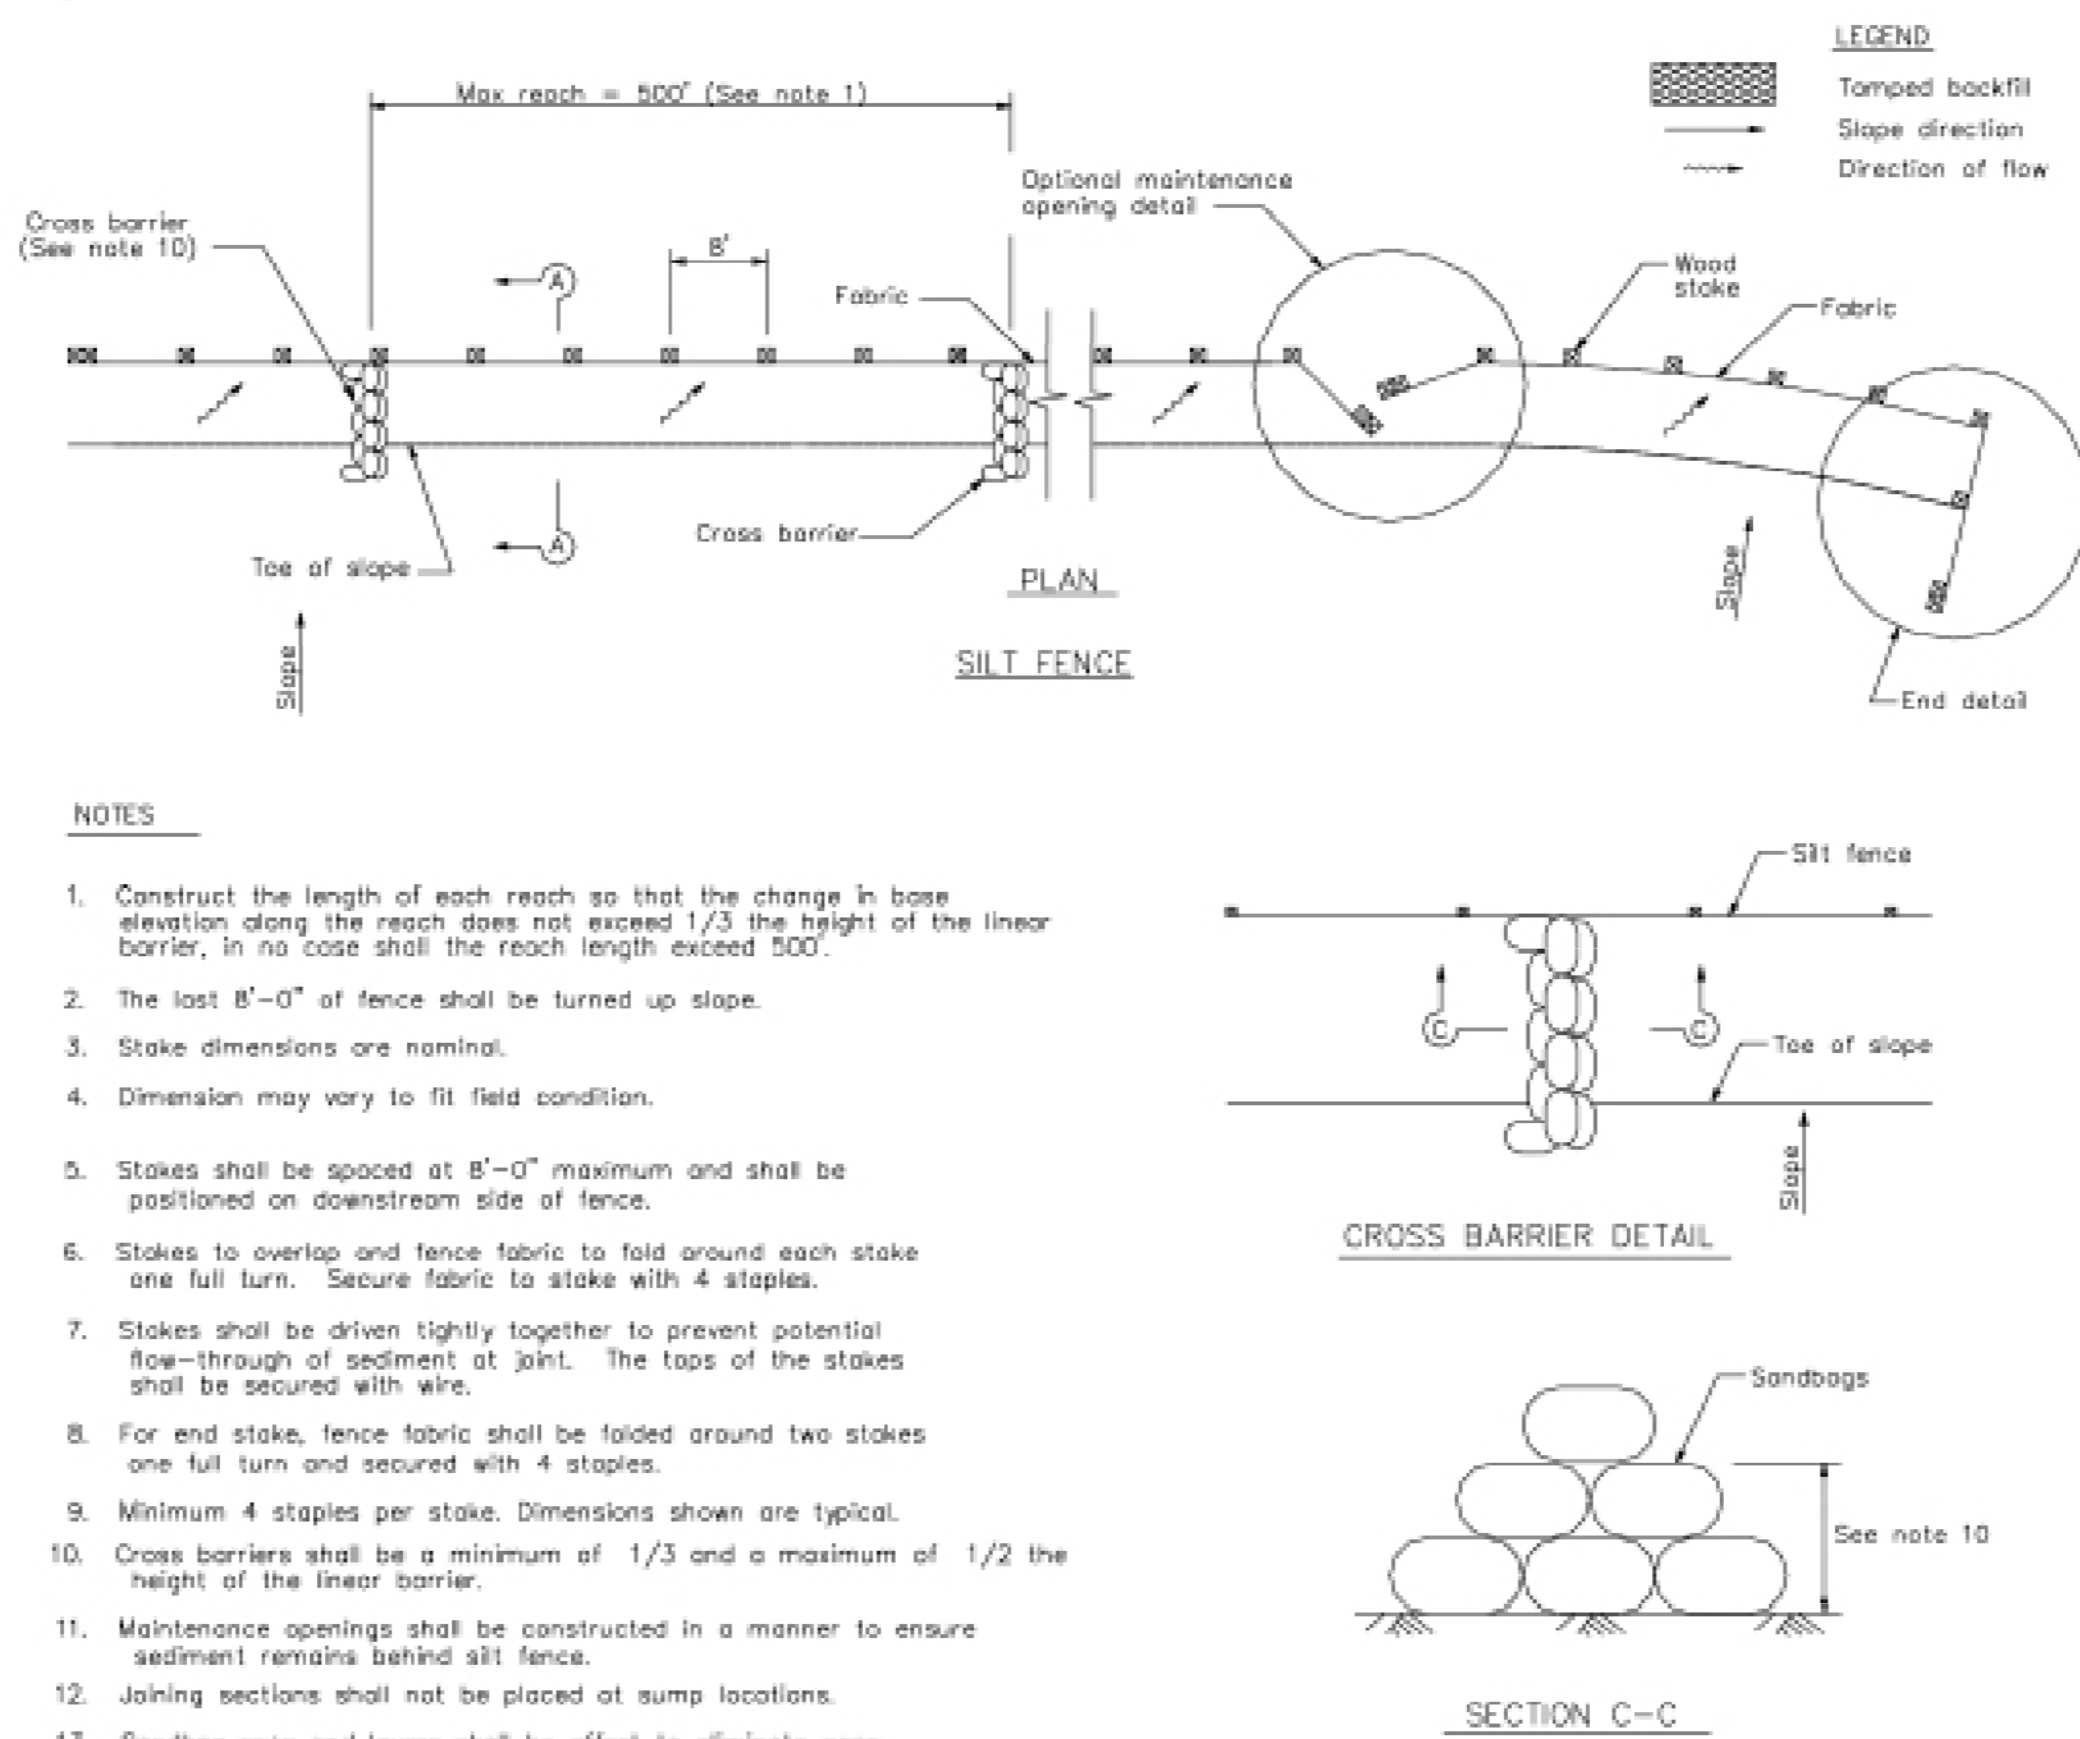 LEGEND
Tamped backfill
Slope direction
Direction of flow
Max reach = 500' (See note 1)
Optional maintenance
opening detail
Cross barrier
(See note 10)
A
8'
Fabric
Wood
stake
Fabric
Cross barrier
A
Toe of slope
PLAN
Slope
Slope
SILT FENCE
End detail
NOTES
1. Construct the length of each reach so that the change in base
elevation along the reach does not exceed 1/3 the height of the linear
barrier, in no case shall the reach length exceed 500'.
2. The last 8'-0" of fence shall be turned up slope.
3. Stake dimensions are nominal.
4. Dimension may vary to fit field condition.
5. Stakes shall be spaced at 8'-0" maximum and shall be
positioned on downstream side of fence.
6. Stakes to overlap and fence fabric to fold around each stake
one full turn. Secure fabric to stake with 4 staples.
7. Stakes shall be driven tightly together to prevent potential
flow-through of sediment at joint. The tops of the stakes
shall be secured with wire.
8. For end stake, fence fabric shall be folded around two stakes
one full turn and secured with 4 staples.
9. Minimum 4 staples per stake. Dimensions shown are typical.
10. Cross barriers shall be a minimum of 1/3 and a maximum of 1/2 the
height of the linear barrier.
11. Maintenance openings shall be constructed in a manner to ensure
sediment remains behind silt fence.
12. Joining sections shall not be placed at sump locations.
Silt fence
C
C
Toe of slope
Slope
CROSS BARRIER DETAIL
Sandbags
See note 10
SECTION C-C